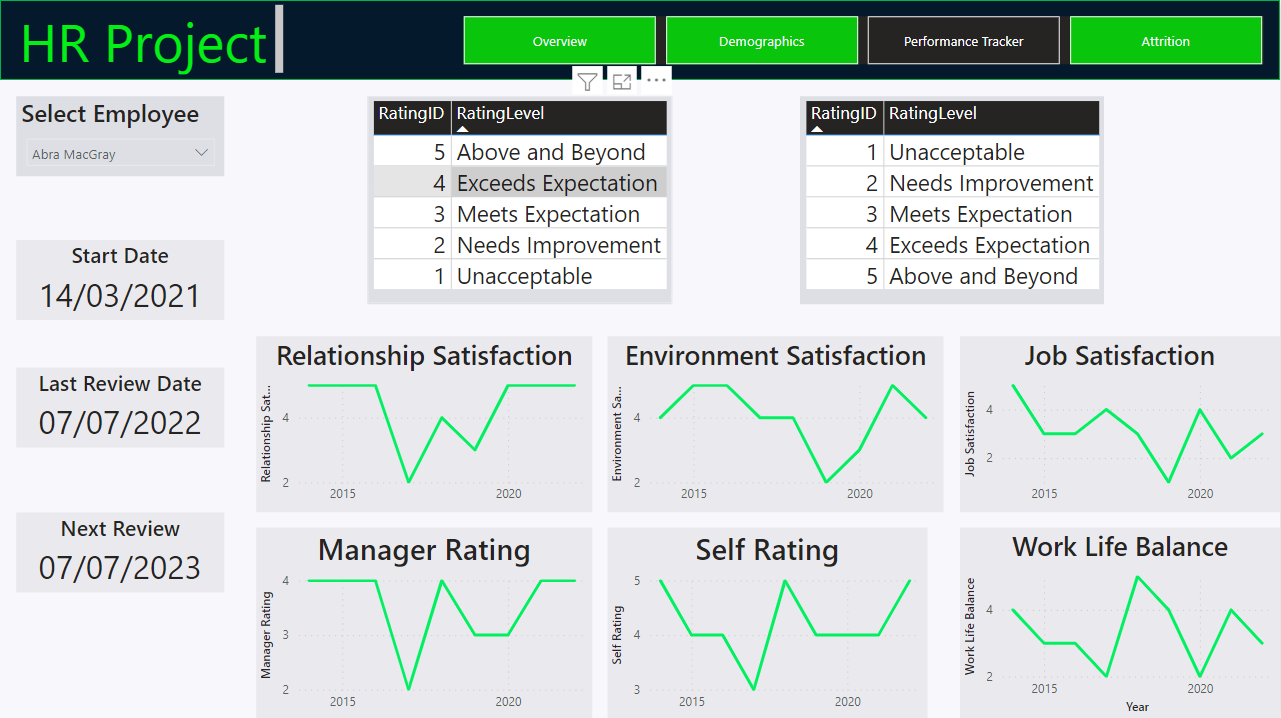 HR Project
Overview
Demographics
Performance Tracker
Attrition
Select Employee
Abra MacGray
RatingID RatingLevel
5 Above and Beyond
4 Exceeds Expectation
3 Meets Expectation
2 Needs Improvement
1 Unacceptable
RatingID RatingLevel
1 Unacceptable
2 Needs Improvement
3 Meets Expectation
4 Exceeds Expectation
5 Above and Beyond
Start Date
14/03/2021
Last Review Date
07/07/2022
Next Review
07/07/2023
Relationship Satisfaction
Relationship Sat...
4
2
2015 2020
Environment Satisfaction
Environment Sa...
4
2
2015 2020
Job Satisfaction
Job Satisfaction
4
2
2015 2020
Manager Rating
Manager Rating
4
3
2
2015 2020
Self Rating
Self Rating
5
4
3
2015 2020
Work Life Balance
Work Life Balance
4
2
2015 2020
Year